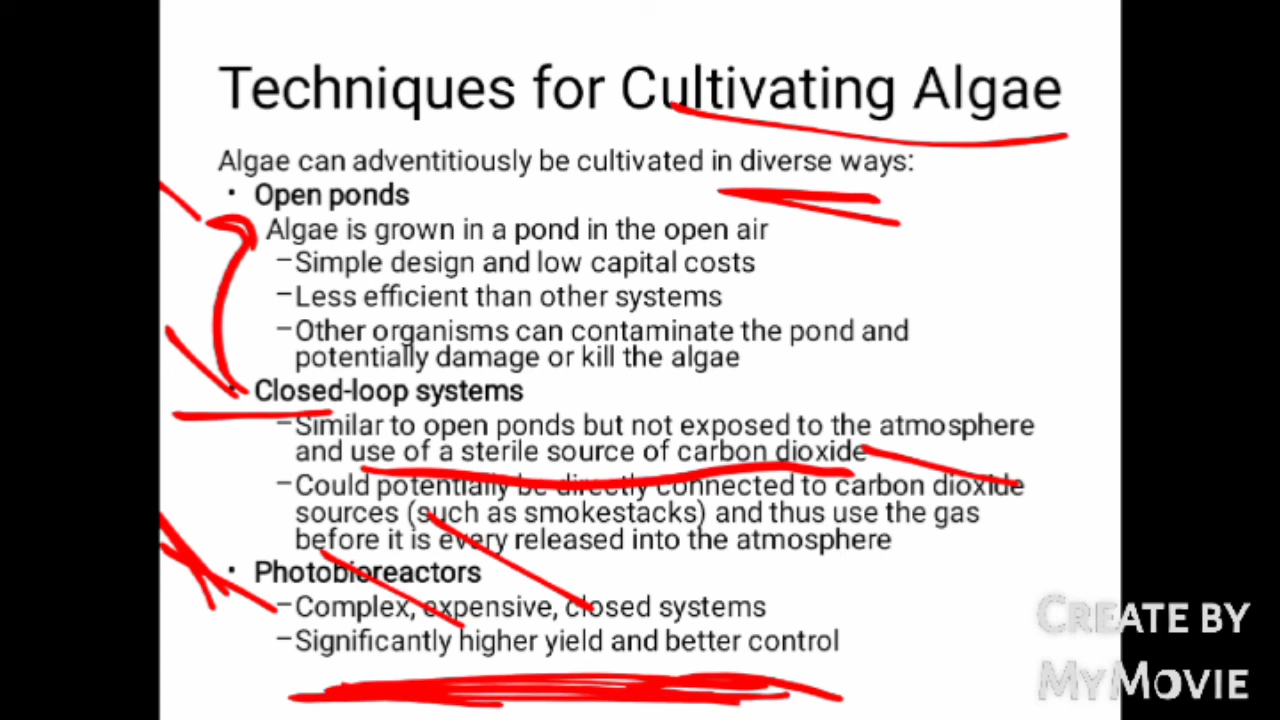 Techniques for Cultivating Algae
Algae can adventitiously be cultivated in diverse ways:
• Open ponds
Algae is grown in a pond in the open air
–Simple design and low capital costs
–Less efficient than other systems
–Other organisms can contaminate the pond and
potentially damage or kill the algae
• Closed-loop systems
–Similar to open ponds but not exposed to the atmosphere
and use of a sterile source of carbon dioxide
–Could potentially be directly connected to carbon dioxide
sources (such as smokestacks) and thus use the gas
before it is every released into the atmosphere
• Photobioreactors
–Complex, expensive, closed systems
–Significantly higher yield and better control
CREATE BY
MYMOVIE